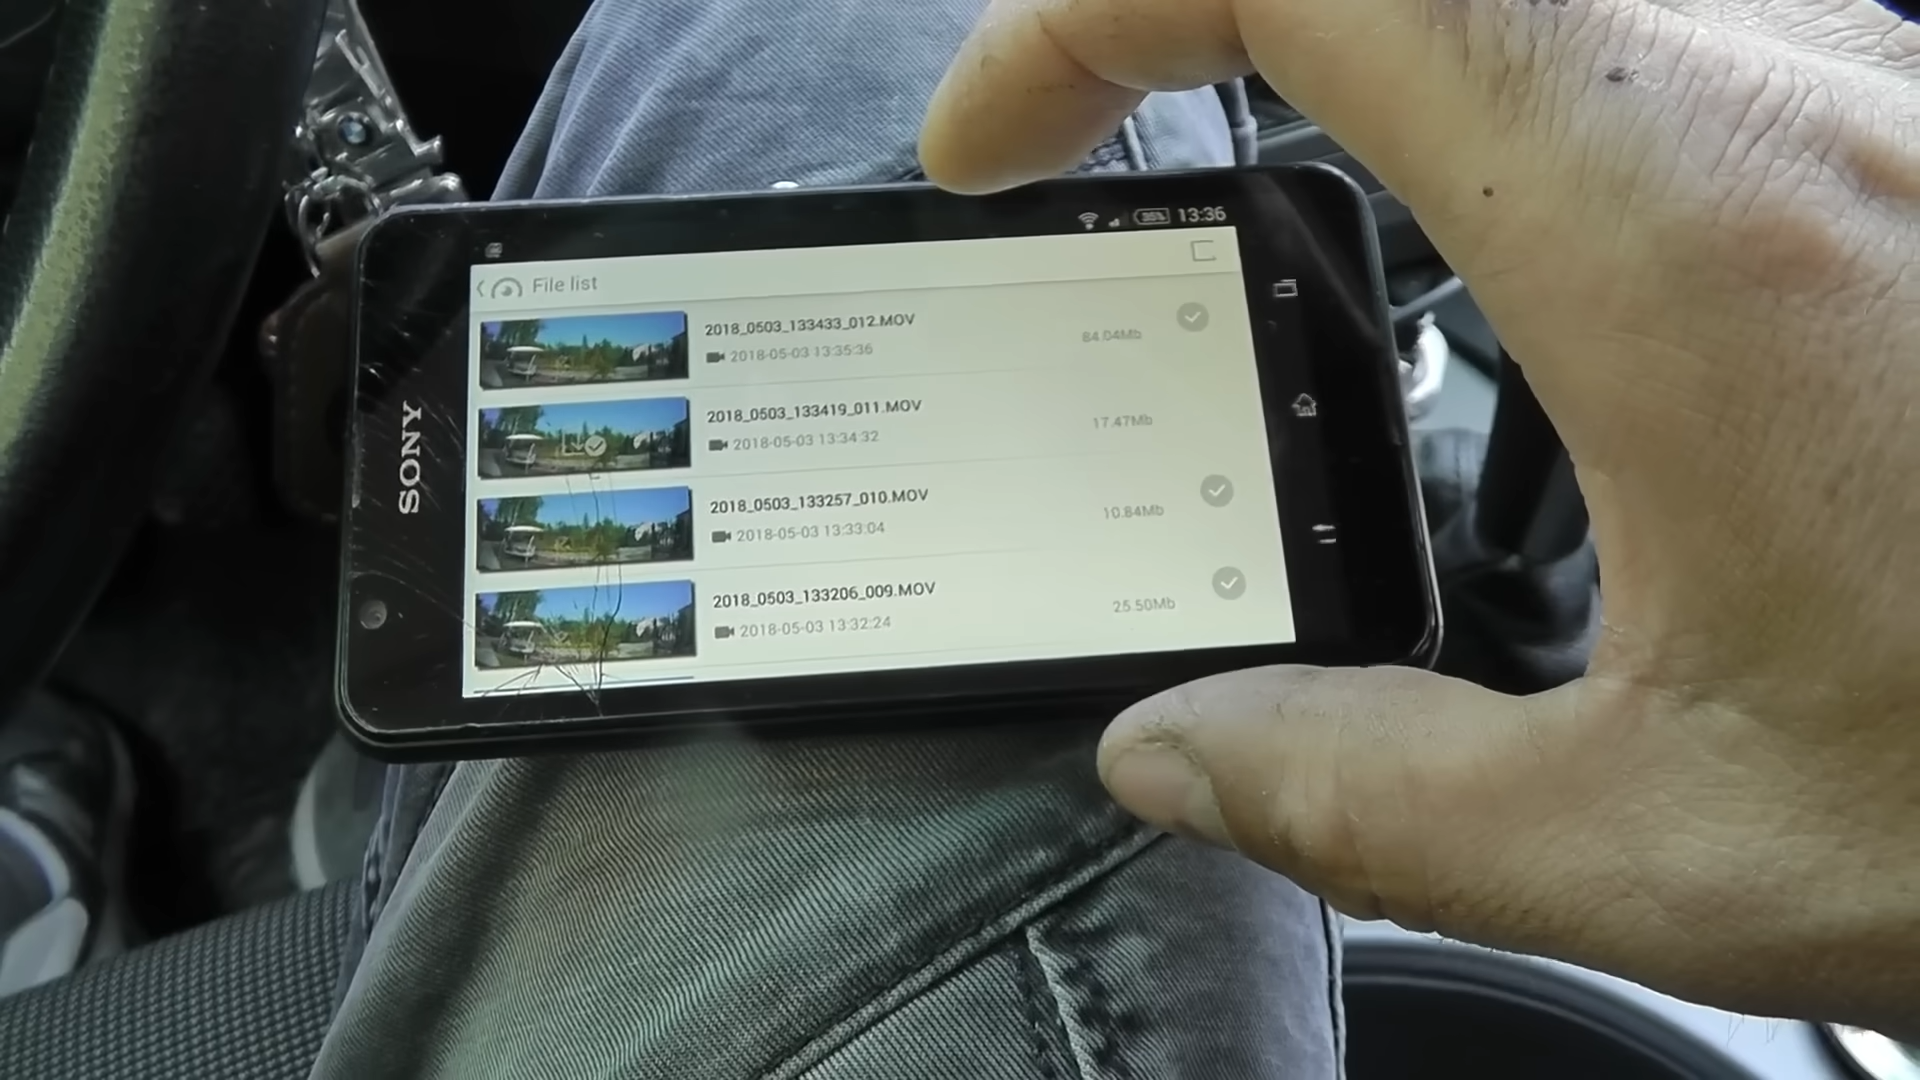 35% 13:36
File list
2018_0503_133433_012.MOV
2018-05-03 13:35:36
84.04Mb
2018_0503_133419_011.MOV
2018-05-03 13:34:32
17.47Mb
2018_0503_133257_010.MOV
2018-05-03 13:33:04
10.84Mb
2018_0503_133206_009.MOV
2018-05-03 13:32:24
25.50Mb
SONY